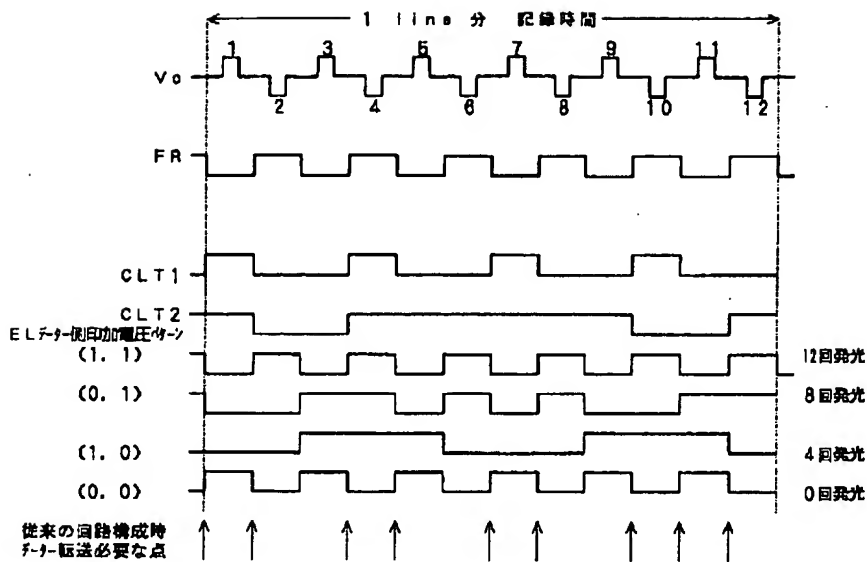 1 line 分 記録時間
1 3 5 7 9 11
Vo
2 4 6 8 10 12
FR
CLT1
CLT2
ELデーター側印加電圧パターン
(1. 1) 12回発光
(0. 1) 8回発光
(1. 0) 4回発光
(0. 0) 0回発光
従来の回路構成時
データー転送必要な点